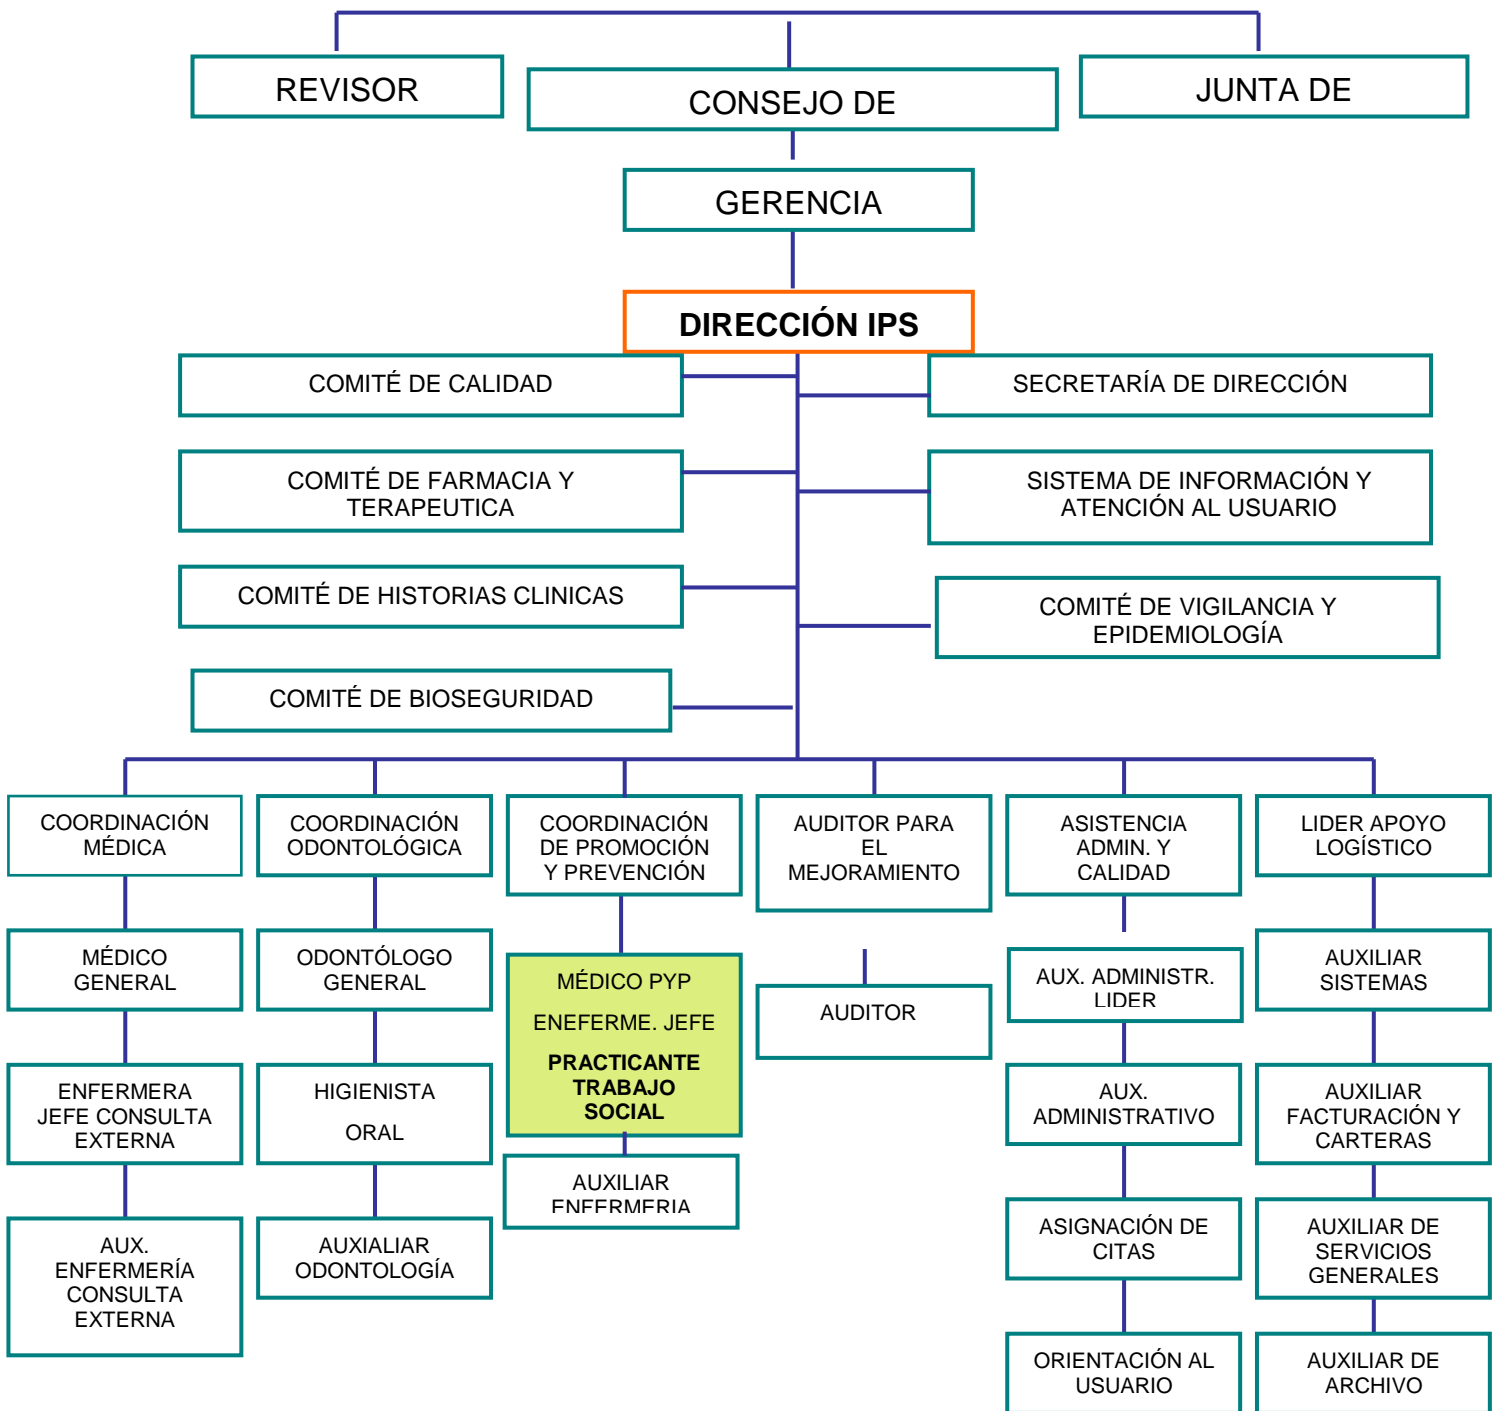 REVISOR
CONSEJO DE
JUNTA DE
GERENCIA
DIRECCIÓN IPS
COMITÉ DE CALIDAD
SECRETARÍA DE DIRECCIÓN
COMITÉ DE FARMACIA Y
TERAPEUTICA
SISTEMA DE INFORMACIÓN Y
ATENCIÓN AL USUARIO
COMITÉ DE HISTORIAS CLINICAS
COMITÉ DE VIGILANCIA Y
EPIDEMIOLOGÍA
COMITÉ DE BIOSEGURIDAD
COORDINACIÓN
MÉDICA
COORDINACIÓN
ODONTOLÓGICA
COORDINACIÓN
DE PROMOCIÓN
Y PREVENCIÓN
AUDITOR PARA
EL
MEJORAMIENTO
ASISTENCIA
ADMIN. Y
CALIDAD
LIDER APOYO
LOGÍSTICO
MÉDICO
GENERAL
ODONTÓLOGO
GENERAL
MÉDICO PYP
ENEFERME. JEFE
PRACTICANTE
TRABAJO
SOCIAL
AUDITOR
AUX. ADMINISTR.
LIDER
AUXILIAR
SISTEMAS
ENFERMERA
JEFE CONSULTA
EXTERNA
HIGIENISTA
ORAL
AUXILIAR
ENFERMERIA
AUX.
ADMINISTRATIVO
AUXILIAR
FACTURACIÓN Y
CARTERAS
AUX.
ENFERMERÍA
CONSULTA
EXTERNA
AUXIALIAR
ODONTOLOGÍA
ASIGNACIÓN DE
CITAS
AUXILIAR DE
SERVICIOS
GENERALES
ORIENTACIÓN AL
USUARIO
AUXILIAR DE
ARCHIVO